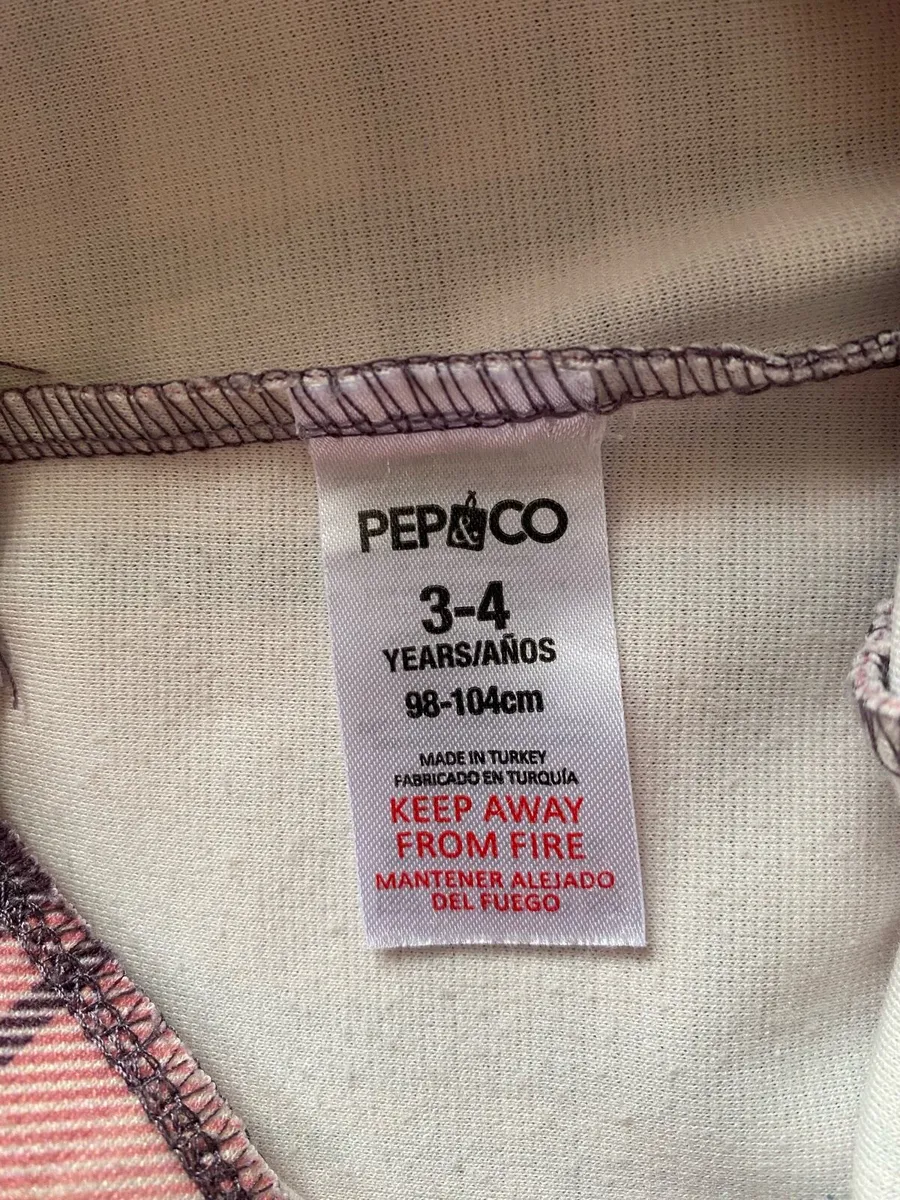 PEP&CO
3-4
YEARS/AÑOS
98-104cm
MADE IN TURKEY
FABRICADO EN TURQUÍA
KEEP AWAY
FROM FIRE
MANTENER ALEJADO
DEL FUEGO